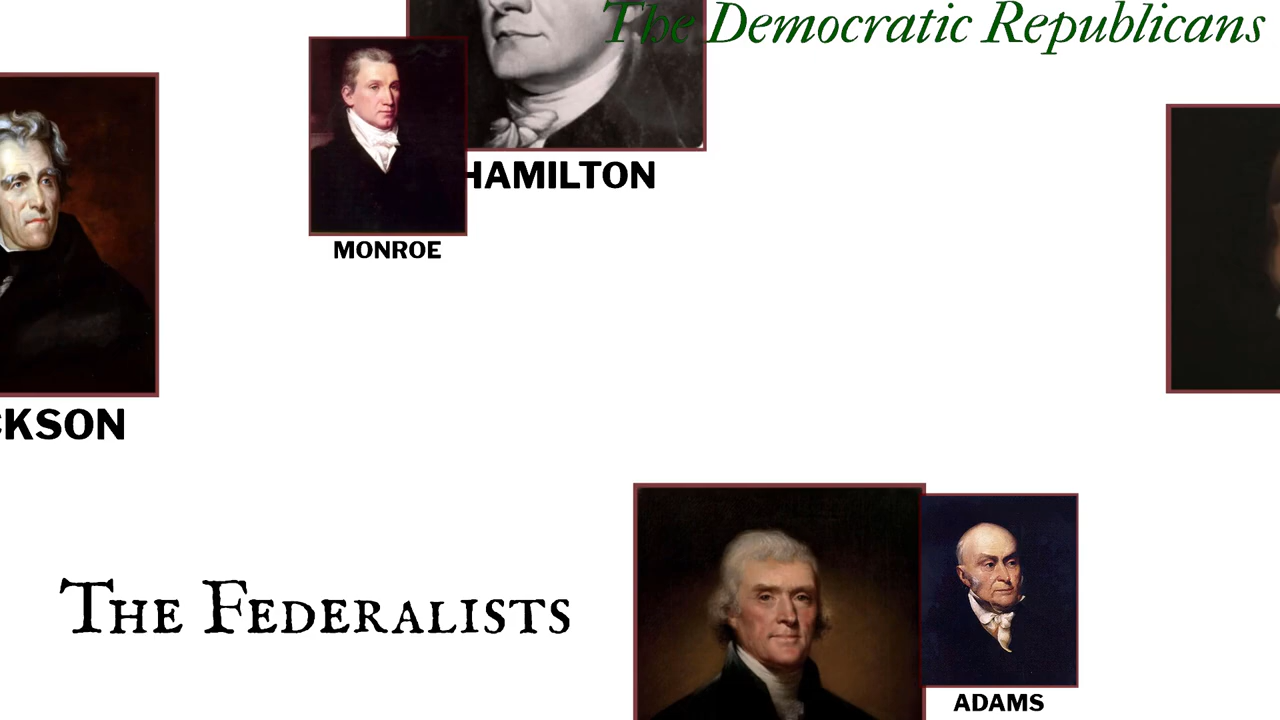 The Democratic Republicans
HAMILTON
MONROE
CKSON
THE FEDERALISTS
ADAMS